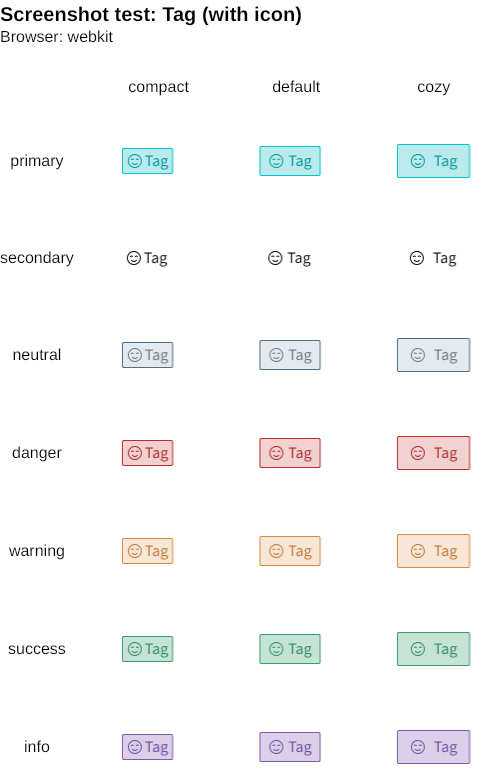 Screenshot test: Tag (with icon)
Browser: webkit
compact default cozy
primary Tag Tag Tag
secondary Tag Tag Tag
neutral Tag Tag Tag
danger Tag Tag Tag
warning Tag Tag Tag
success Tag Tag Tag
info Tag Tag Tag